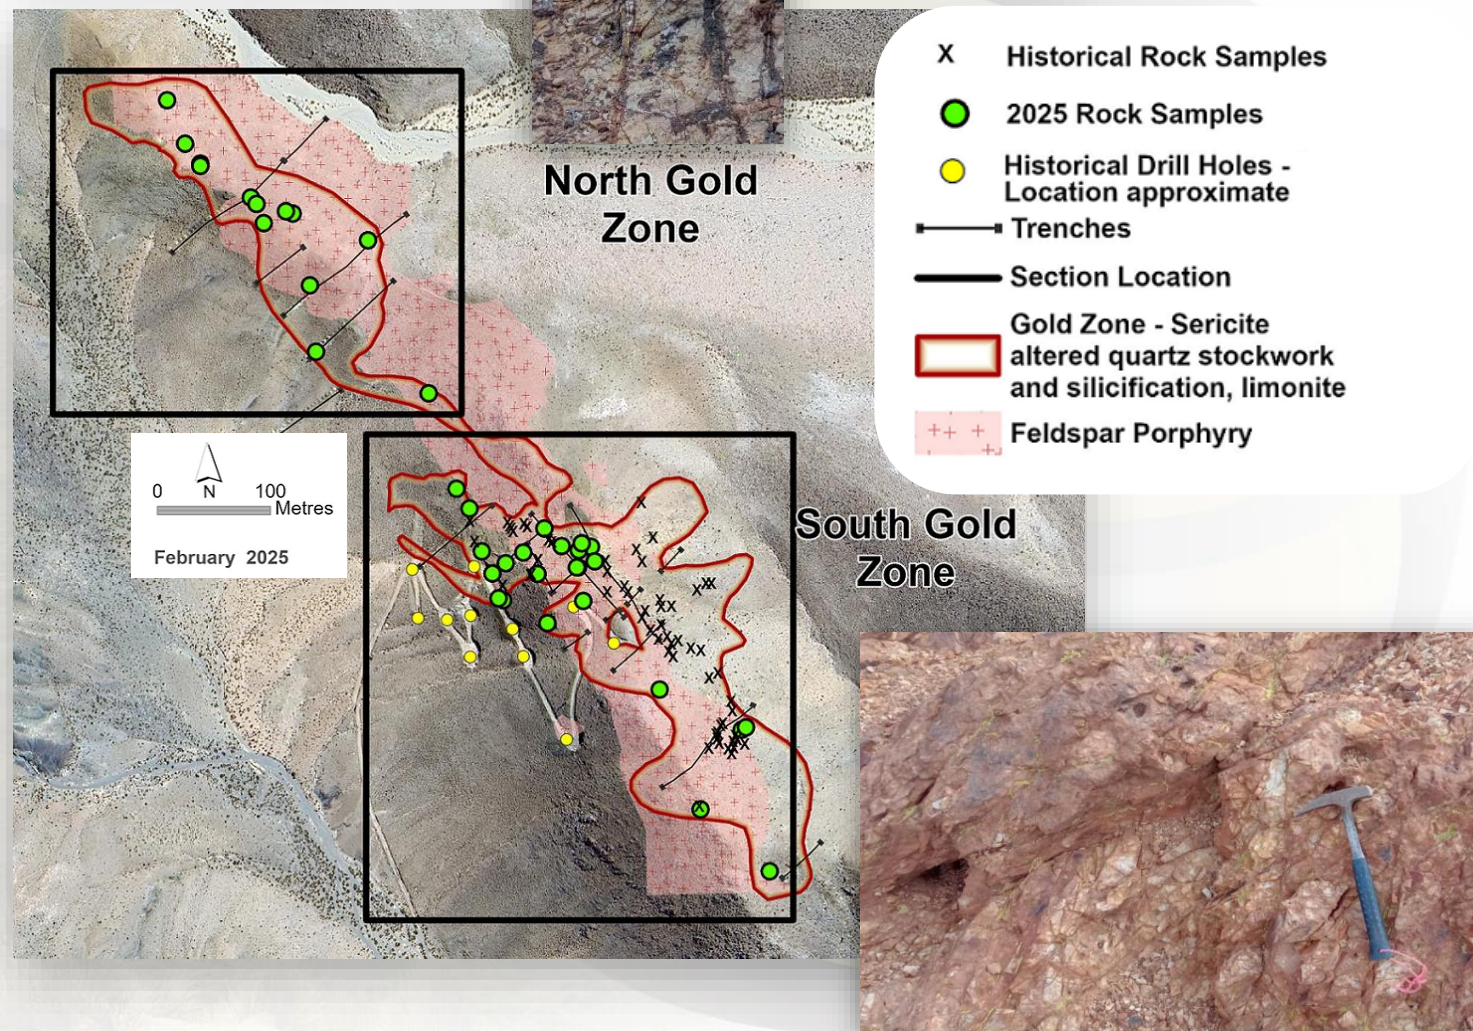 North Gold
Zone
X Historical Rock Samples
2025 Rock Samples
Historical Drill Holes -
Location approximate
Trenches
Section Location
Gold Zone - Sericite
altered quartz stockwork
and silicification, limonite
Feldspar Porphyry
0 N 100
Metres
February 2025
South Gold
Zone